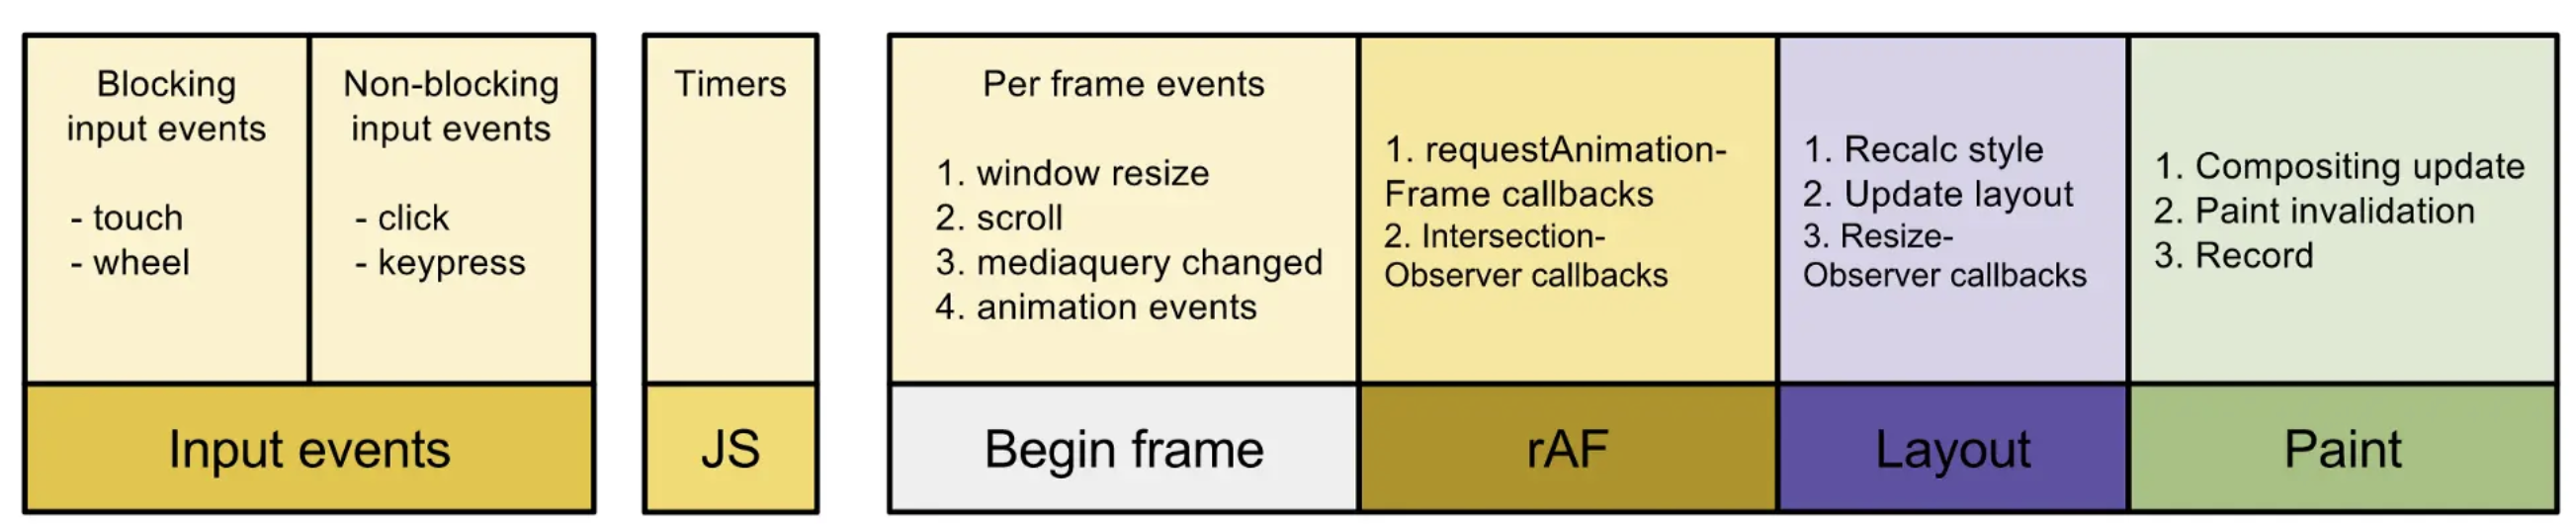 Blocking
input events
- touch
- wheel
Non-blocking
input events
- click
- keypress
Input events
Timers
JS
Per frame events
1. window resize
2. scroll
3. mediaquery changed
4. animation events
Begin frame
1. requestAnimation-
Frame callbacks
2. Intersection-
Observer callbacks
rAF
1. Recalc style
2. Update layout
3. Resize-
Observer callbacks
Layout
1. Compositing update
2. Paint invalidation
3. Record
Paint